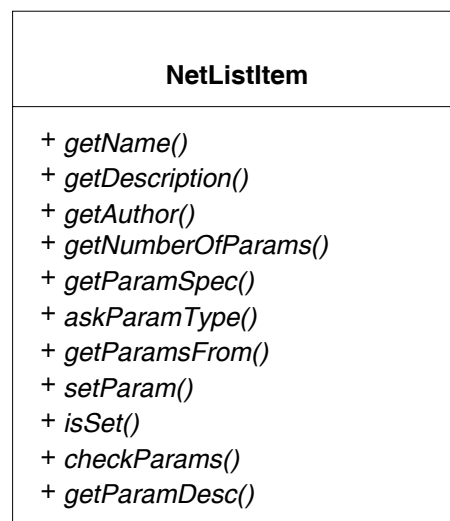 NetListItem
+ getName()
+ getDescription()
+ getAuthor()
+ getNumberOfParams()
+ getParamSpec()
+ askParamType()
+ getParamsFrom()
+ setParam()
+ isSet()
+ checkParams()
+ getParamDesc()